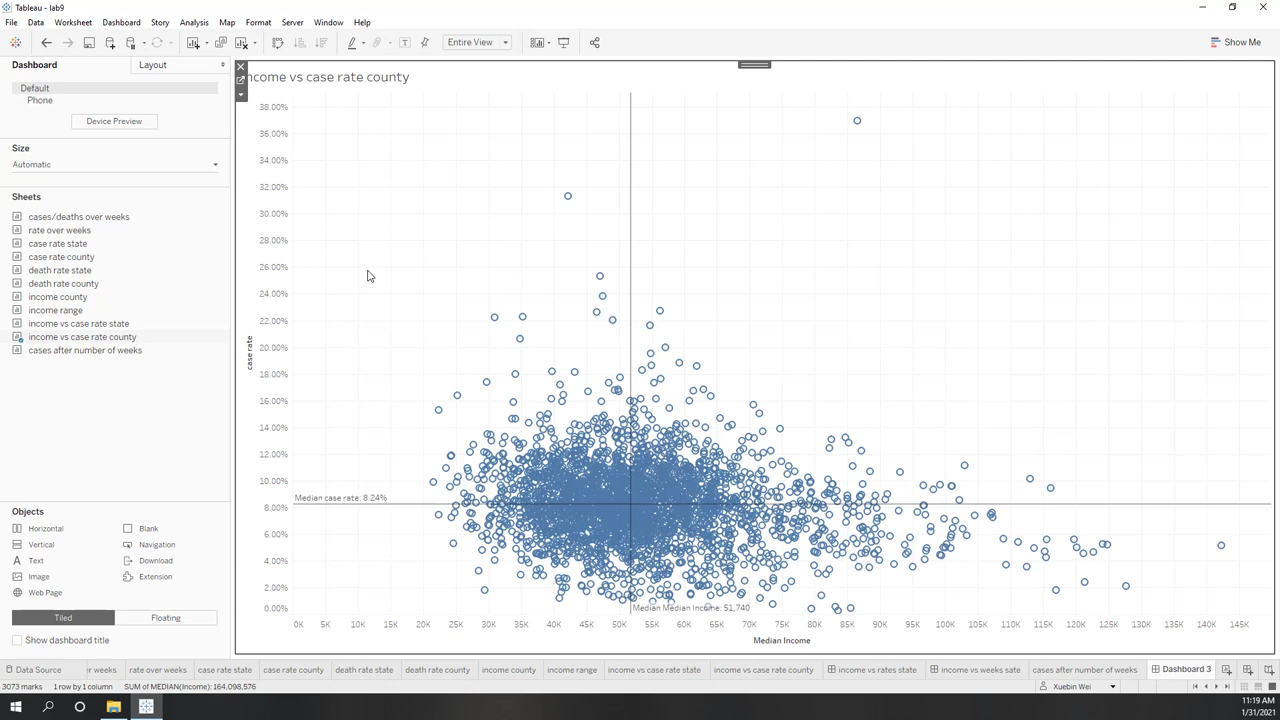 Tableau - lab9
File Data Worksheet Dashboard Story Analysis Map Format Server Window Help
Entire View
Show Me
Dashboard Layout
Default
Phone
Device Preview
Size
Automatic
Sheets
cases/deaths over weeks
rate over weeks
case rate state
case rate county
death rate state
death rate county
income county
income range
income vs case rate state
income vs case rate county
cases after number of weeks
Objects
Horizontal Blank
Vertical Navigation
Text Download
Image Extension
Web Page
Tiled Floating
Show dashboard title
income vs case rate county
38.00%
36.00%
34.00%
32.00%
30.00%
28.00%
26.00%
24.00%
22.00%
20.00%
18.00%
16.00%
14.00%
12.00%
10.00%
8.00%
6.00%
4.00%
2.00%
0.00%
case rate
Median case rate: 8.24%
Median Median Income: 51,740
0K 5K 10K 15K 20K 25K 30K 35K 40K 45K 50K 55K 60K 65K 70K 75K 80K 85K 90K 95K 100K 105K 110K 115K 120K 125K 130K 135K 140K 145K
Median Income
Data Source er weeks rate over weeks case rate state case rate county death rate state death rate county income county income range income vs case rate state income vs case rate county income vs rates state income vs weeks sate cases after number of weeks Dashboard 3
3073 marks 1 row by 1 column SUM of MEDIAN(Income): 164,098,576 Xuebin Wei
11:19 AM
1/31/2021